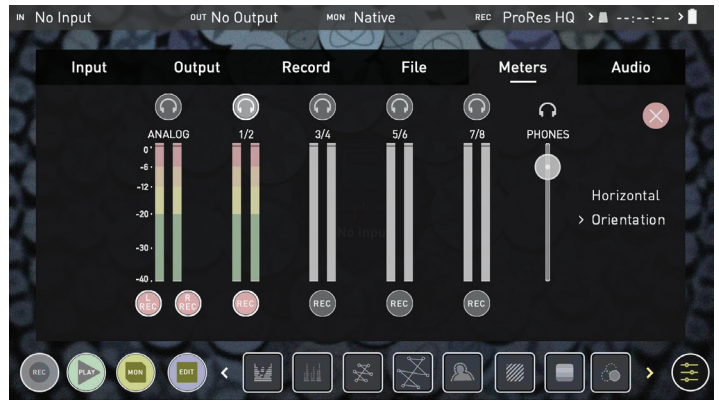 IN No Input OUT No Output MON Native REC ProRes HQ > --:--:-- >
Input Output Record File Meters Audio
ANALOG 1/2 3/4 5/6 7/8 PHONES
0
-6
-12
-20
-30
-40
Horizontal
> Orientation
No Input
L REC R REC REC REC REC REC
REC PLAY MON EDIT < >